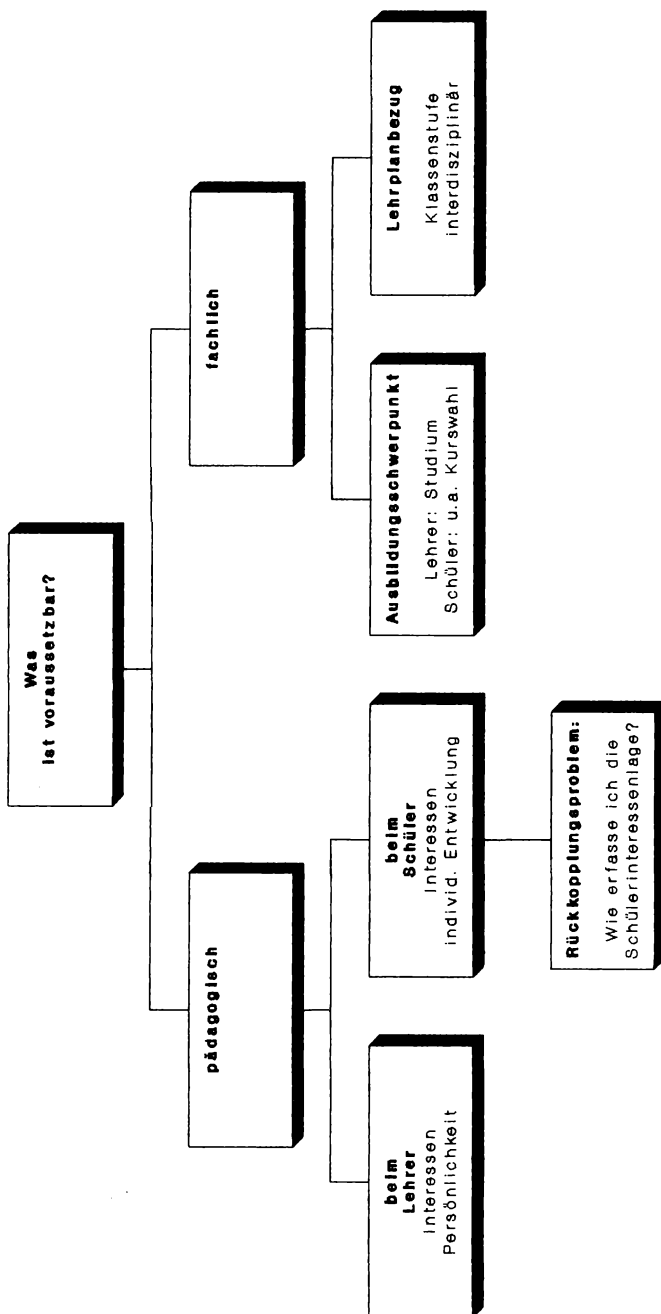 Was
ist voraussetzbar?
pädagogisch
fachlich
beim
Lehrer
Interessen
Persönlichkeit
beim
Schüler
Interessen
individ. Entwicklung
Ausbildungsschwerpunkt
Lehrer: Studium
Schüler: u.a. Kurswahl
Lehrplanbezug
Klassenstufe
interdisziplinär
Rückkopplungsproblem:
Wie erfasse ich die
Schülerinteressenlage?